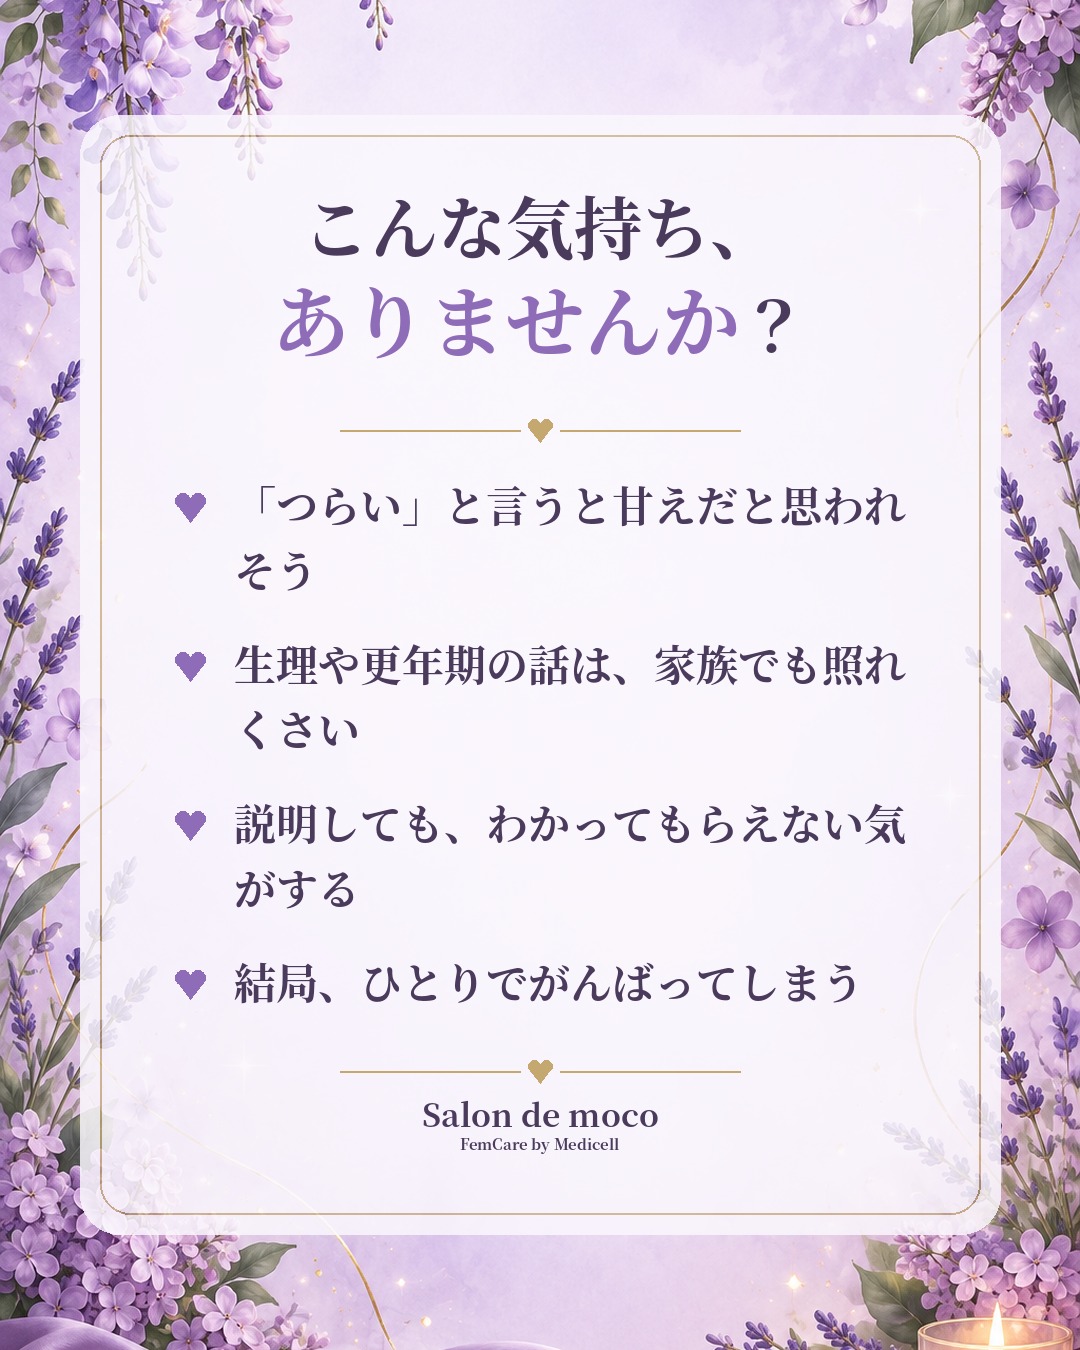 こんな気持ち、
ありませんか？
「つらい」と言うと甘えだと思われ
そう
生理や更年期の話は、家族でも照れ
くさい
説明しても、わかってもらえない気
がする
結局、ひとりでがんばってしまう
Salon de moco
FemCare by Medicell